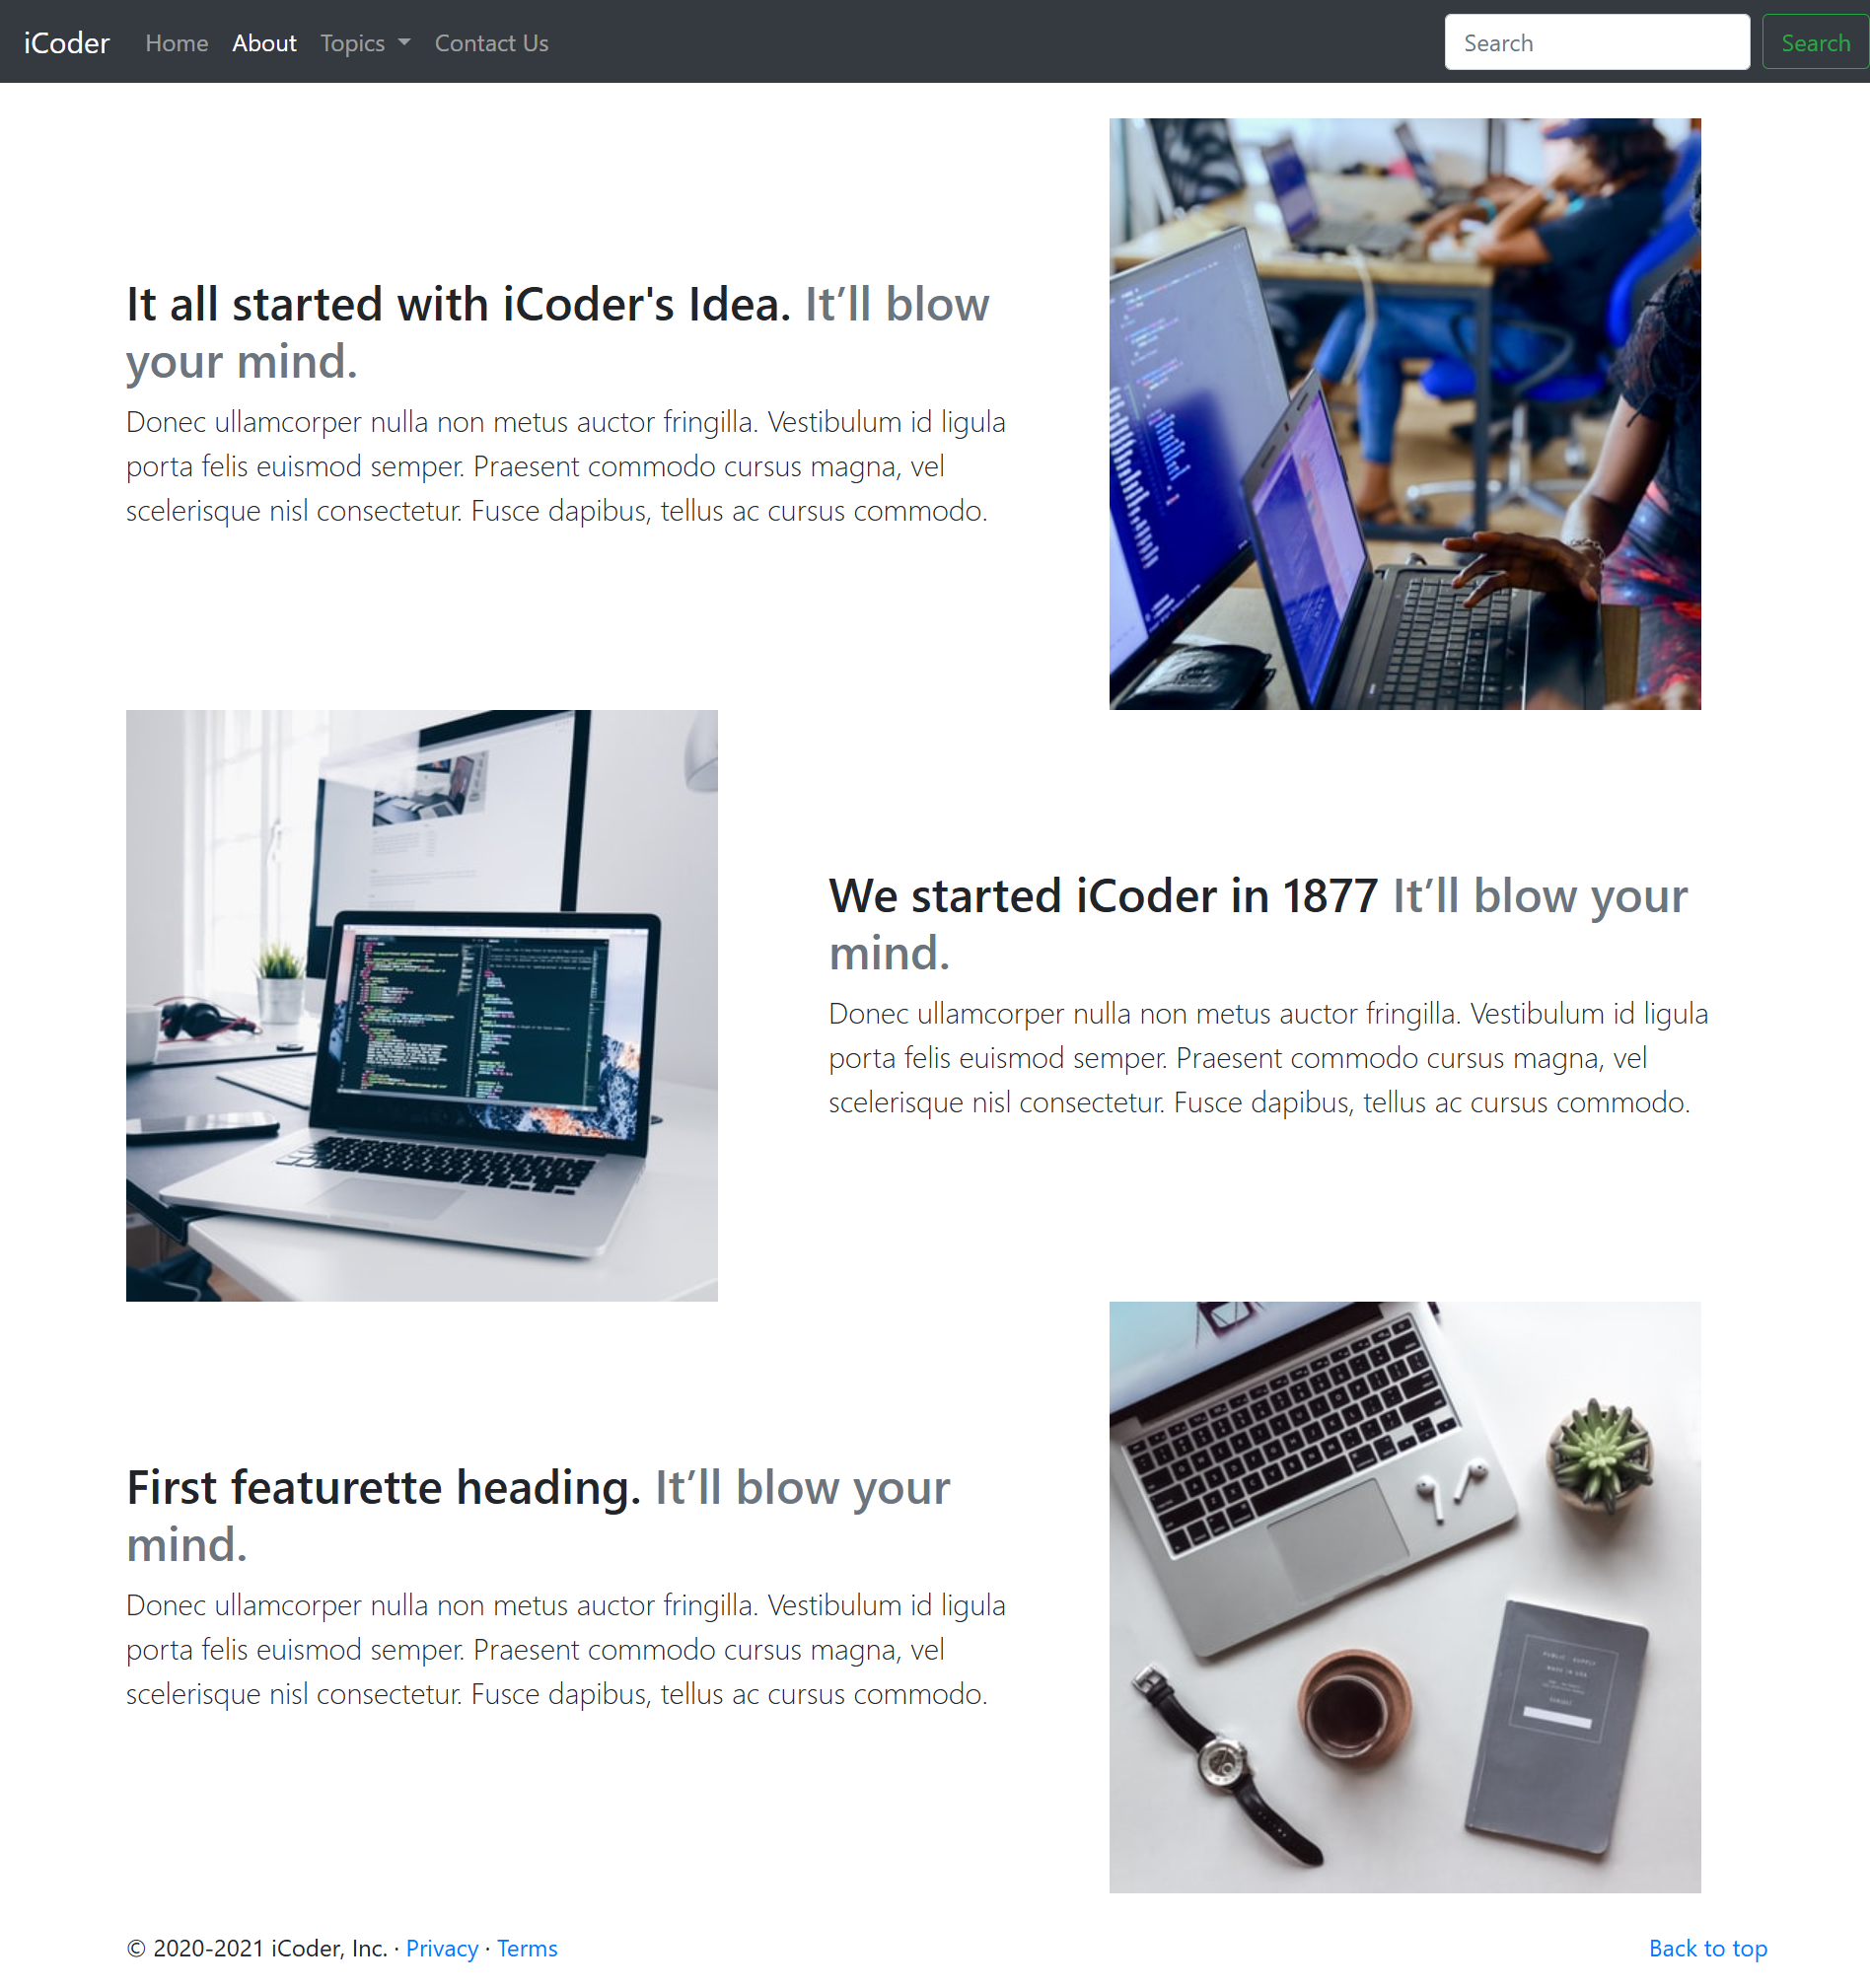 iCoder Home About Topics Contact Us Search Search
It all started with iCoder's Idea. It’ll blow
your mind.
Donec ullamcorper nulla non metus auctor fringilla. Vestibulum id ligula
porta felis euismod semper. Praesent commodo cursus magna, vel
scelerisque nisl consectetur. Fusce dapibus, tellus ac cursus commodo.
We started iCoder in 1877 It’ll blow your
mind.
Donec ullamcorper nulla non metus auctor fringilla. Vestibulum id ligula
porta felis euismod semper. Praesent commodo cursus magna, vel
scelerisque nisl consectetur. Fusce dapibus, tellus ac cursus commodo.
First featurette heading. It’ll blow your
mind.
Donec ullamcorper nulla non metus auctor fringilla. Vestibulum id ligula
porta felis euismod semper. Praesent commodo cursus magna, vel
scelerisque nisl consectetur. Fusce dapibus, tellus ac cursus commodo.
PUBLIC - SUPPLY
MADE IN USA
© 2020-2021 iCoder, Inc. · Privacy · Terms Back to top